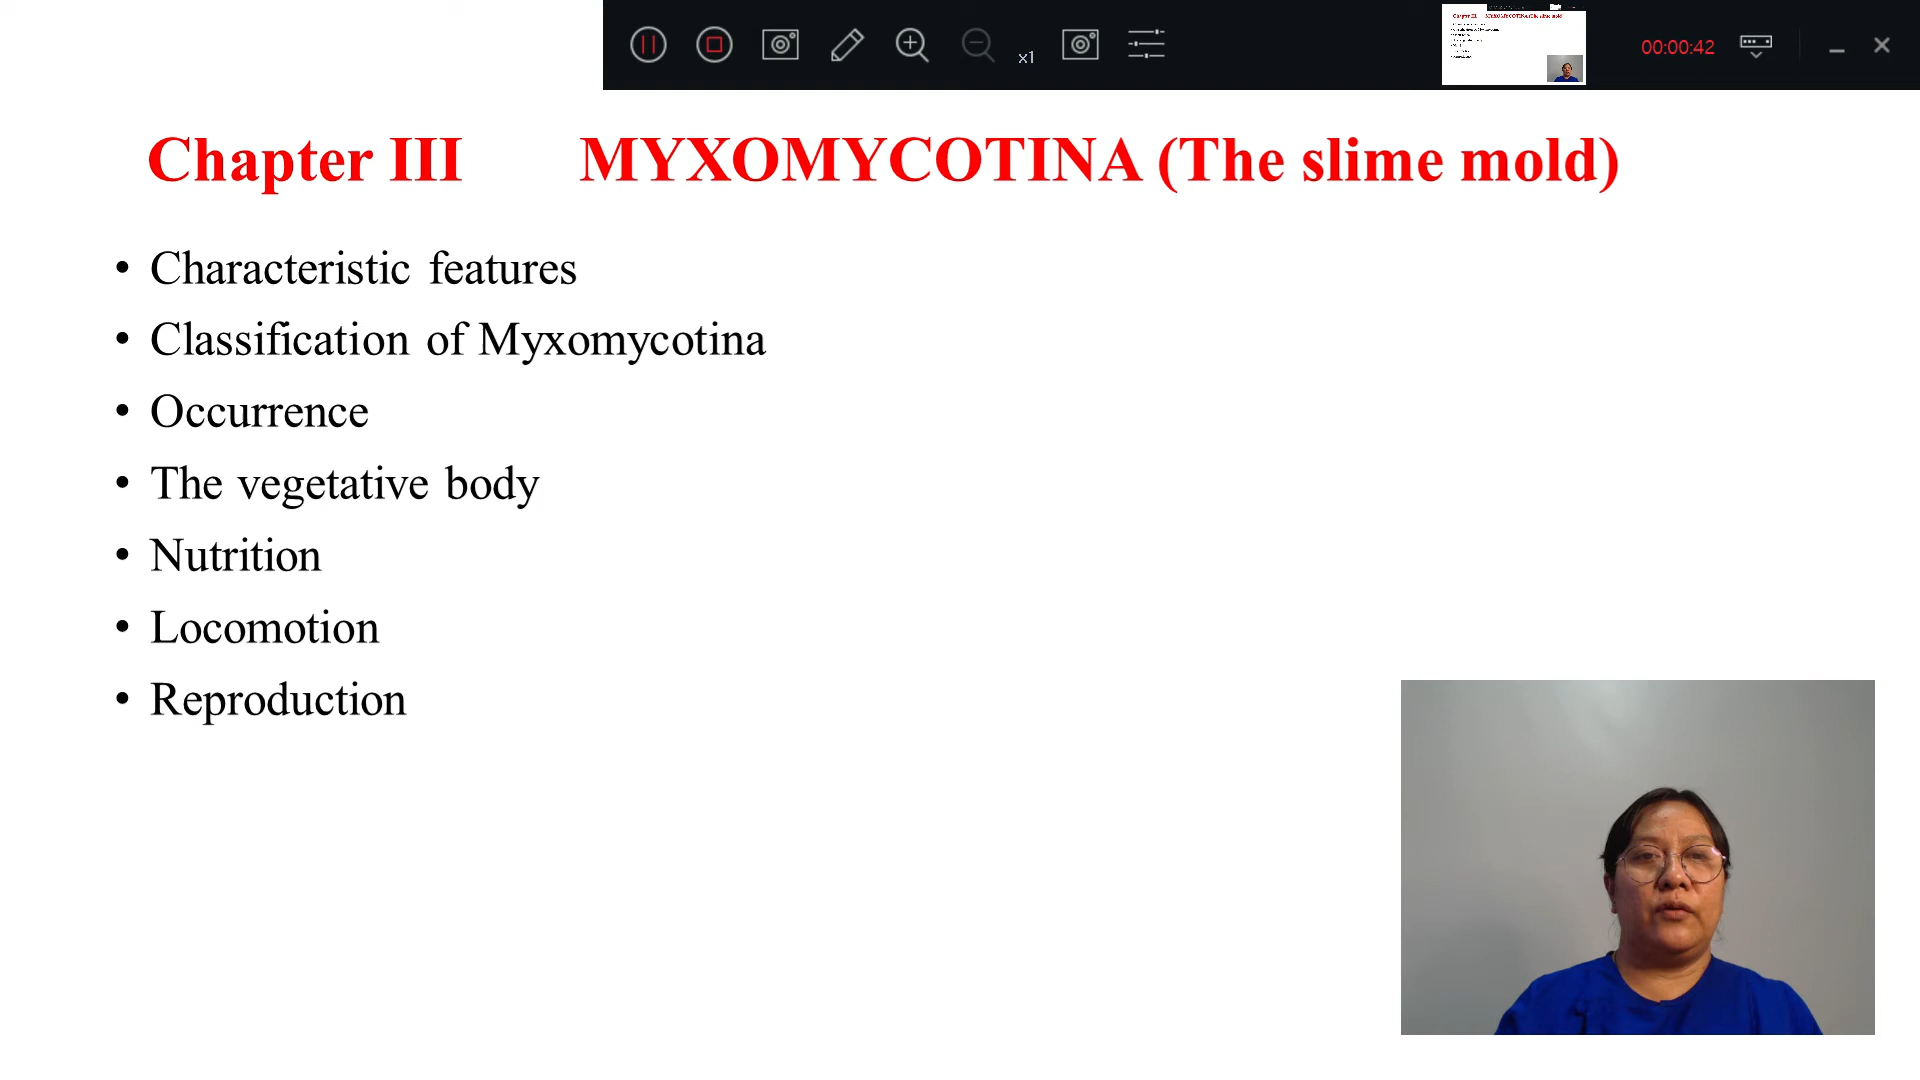 x1
00:00:42
Chapter III MYXOMYCOTINA (The slime mold)
• Characteristic features
• Classification of Myxomycotina
• Occurrence
• The vegetative body
• Nutrition
• Locomotion
• Reproduction